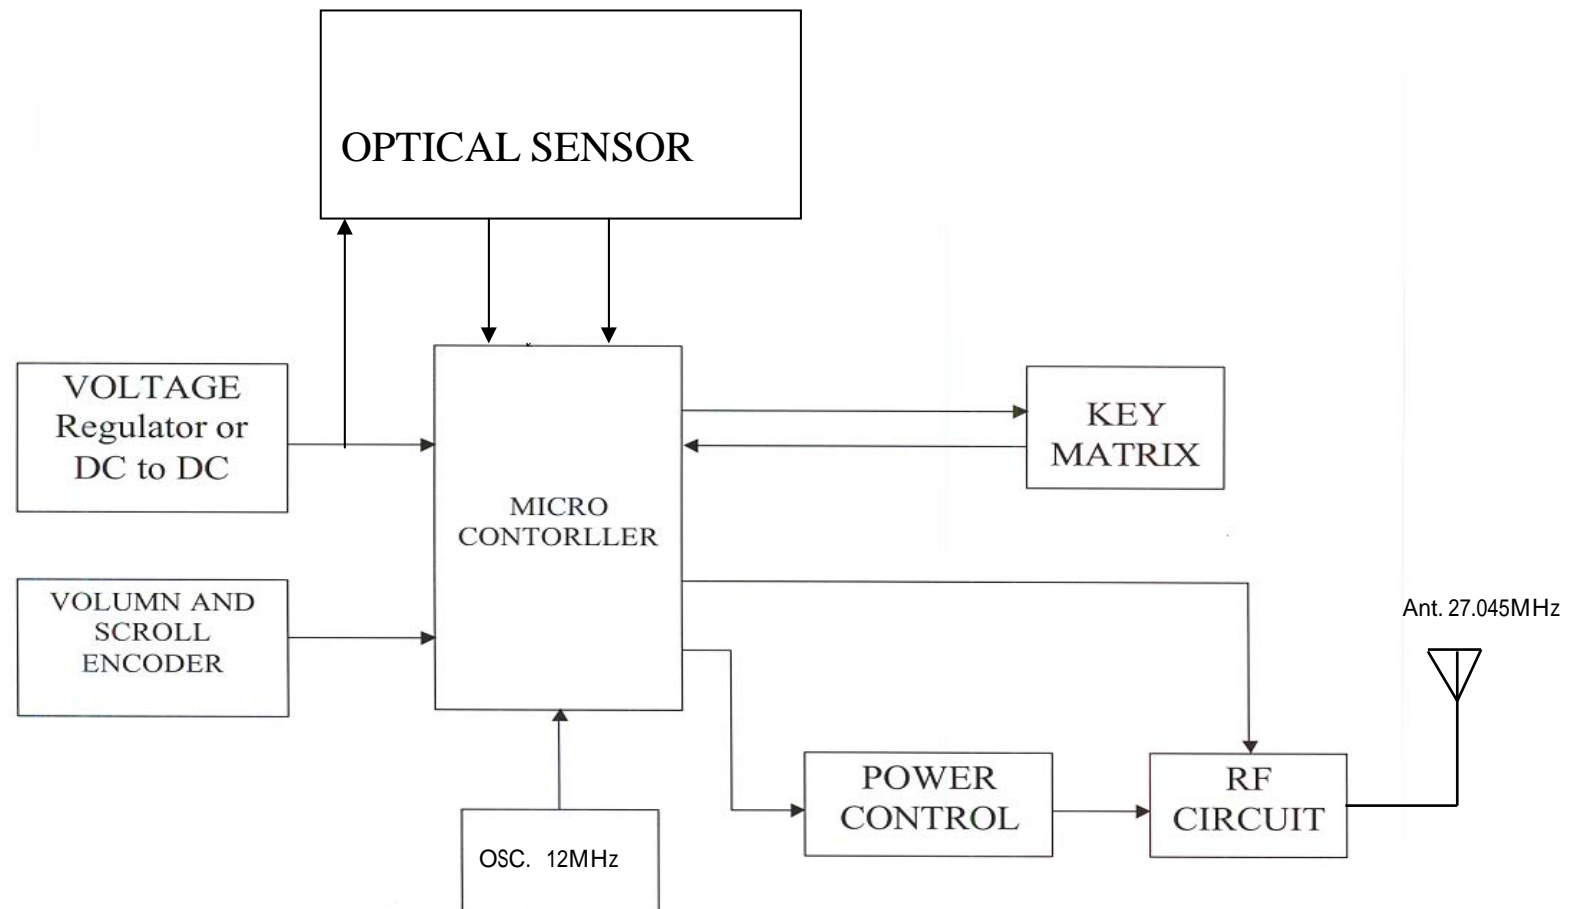 OPTICAL SENSOR
VOLTAGE
Regulator or
DC to DC
KEY
MATRIX
MICRO
CONTORLLER
VOLUMN AND
SCROLL
ENCODER
Ant. 27.045MHz
POWER
CONTROL
RF
CIRCUIT
OSC. 12MHz